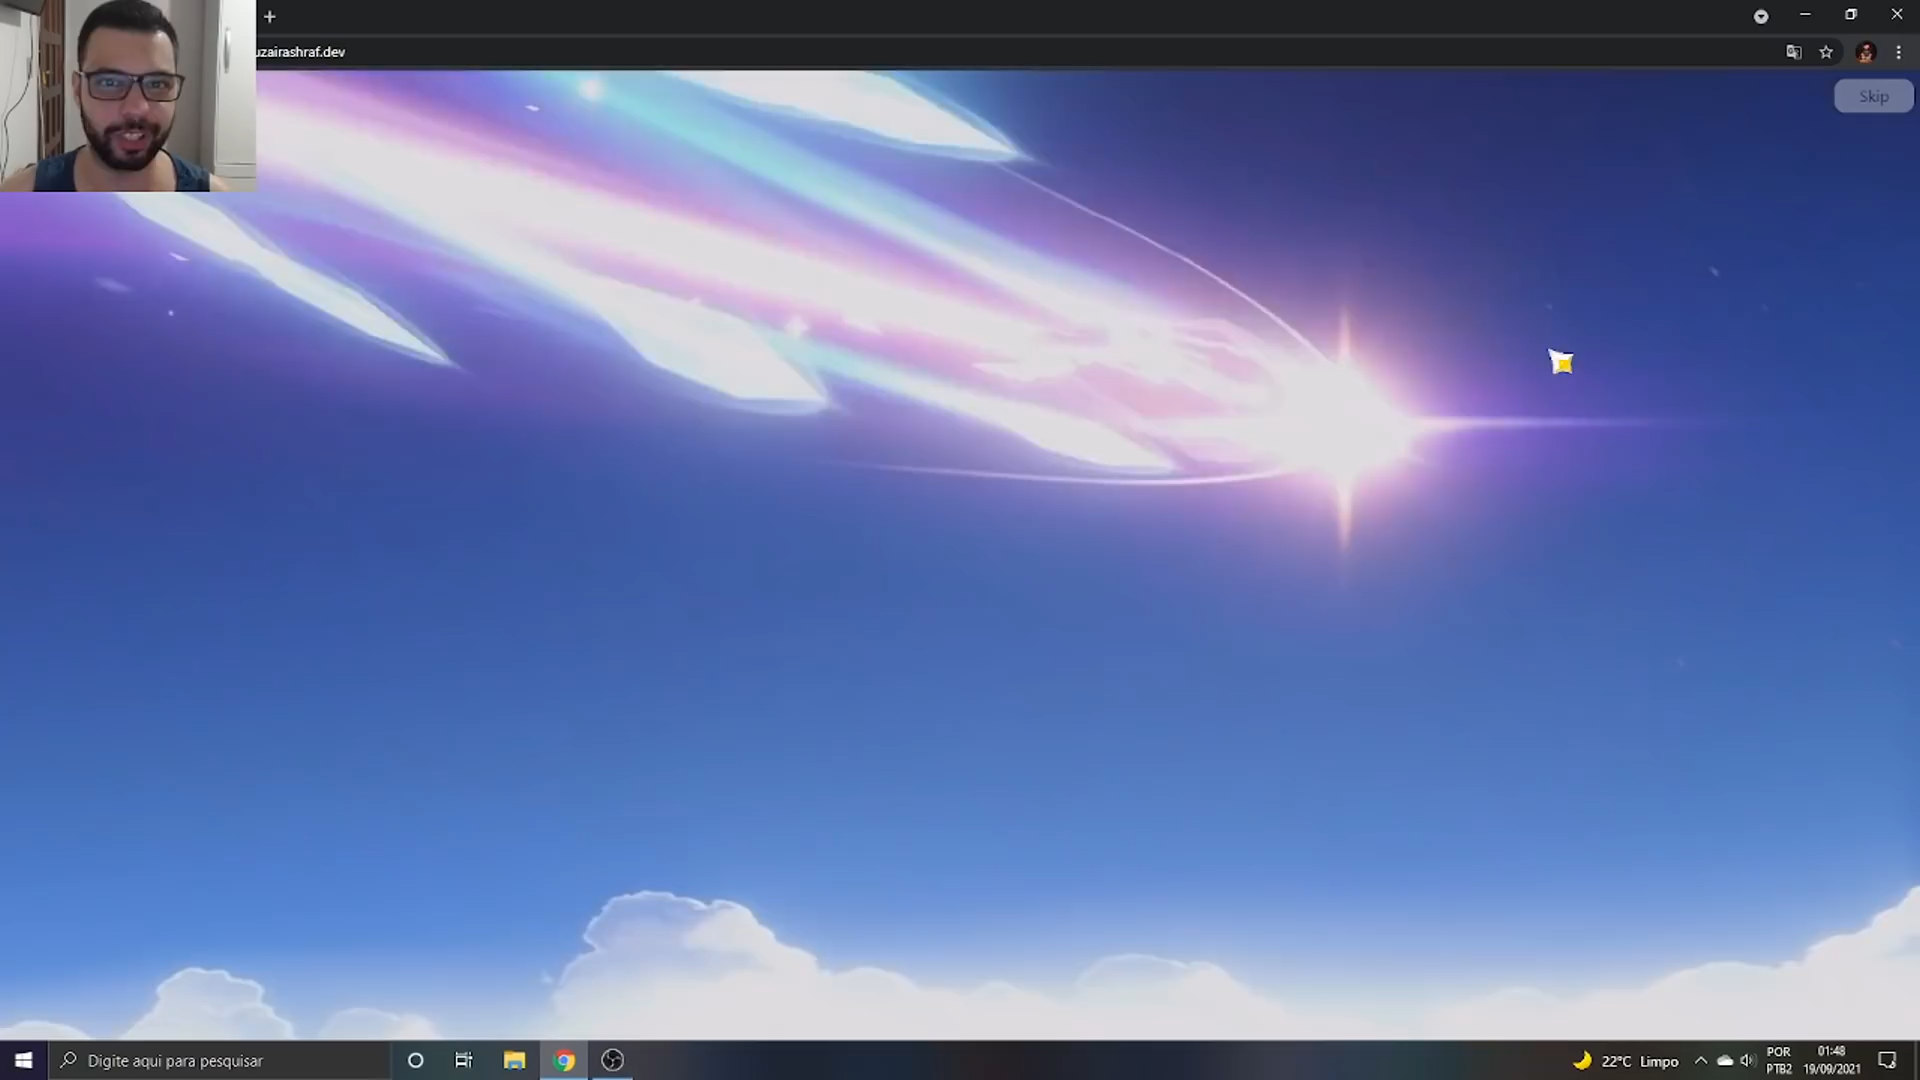 uzairashraf.dev
Skip
Digite aqui para pesquisar
22°C Limpo
POR
PTB2
01:48
19/09/2021